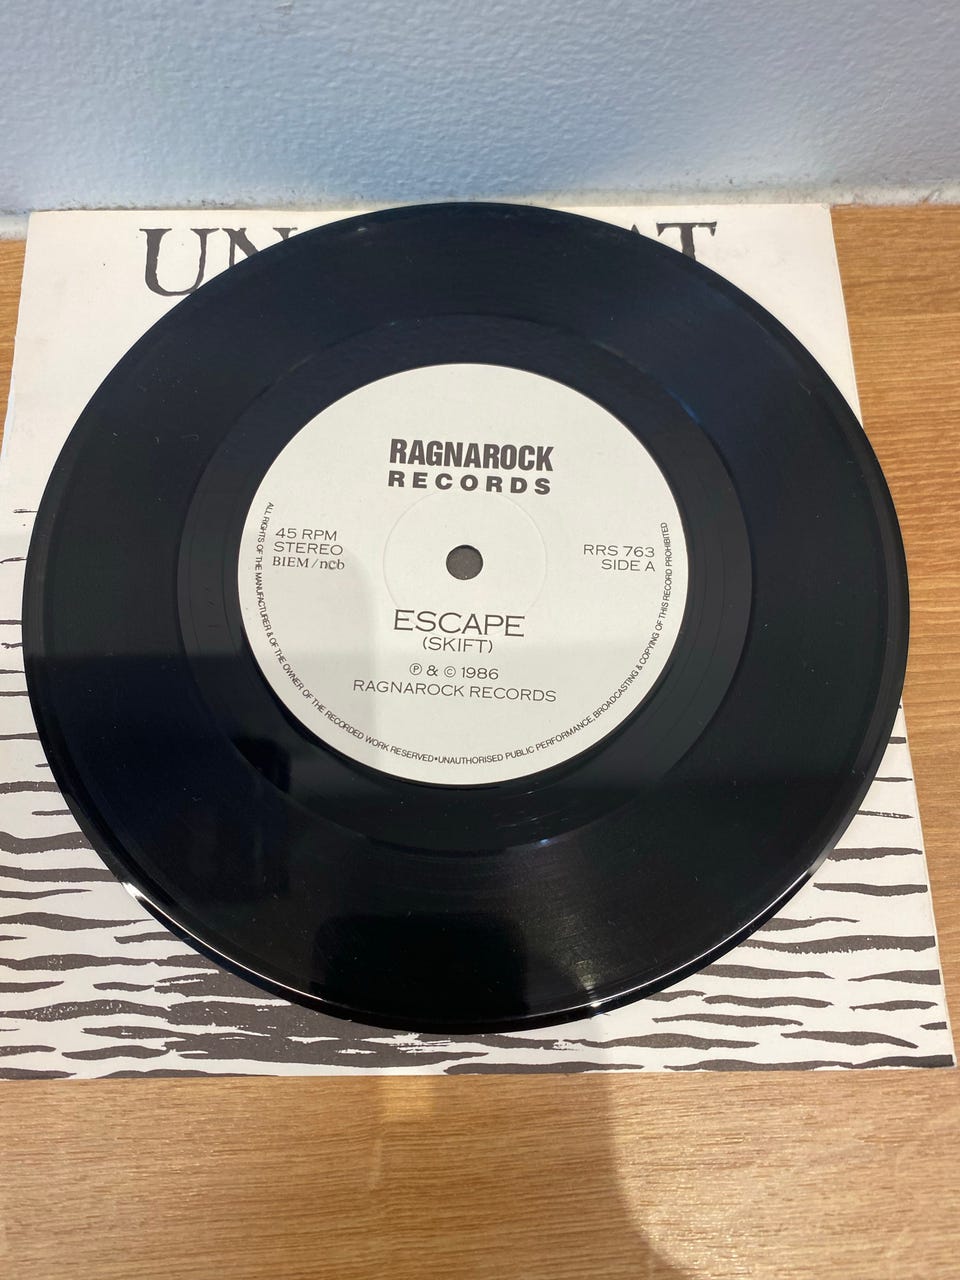 RAGNAROCK
RECORDS
45 RPM
STEREO
BIEM/ncb
RRS 763
SIDE A
ESCAPE
(SKIFT)
℗ & © 1986
RAGNAROCK RECORDS
ALL RIGHTS OF THE MANUFACTURER & OF THE OWNER OF THE RECORDED WORK RESERVED•UNAUTHORISED PUBLIC PERFORMANCE, BROADCASTING & COPYING OF THIS RECORD PROHIBITED